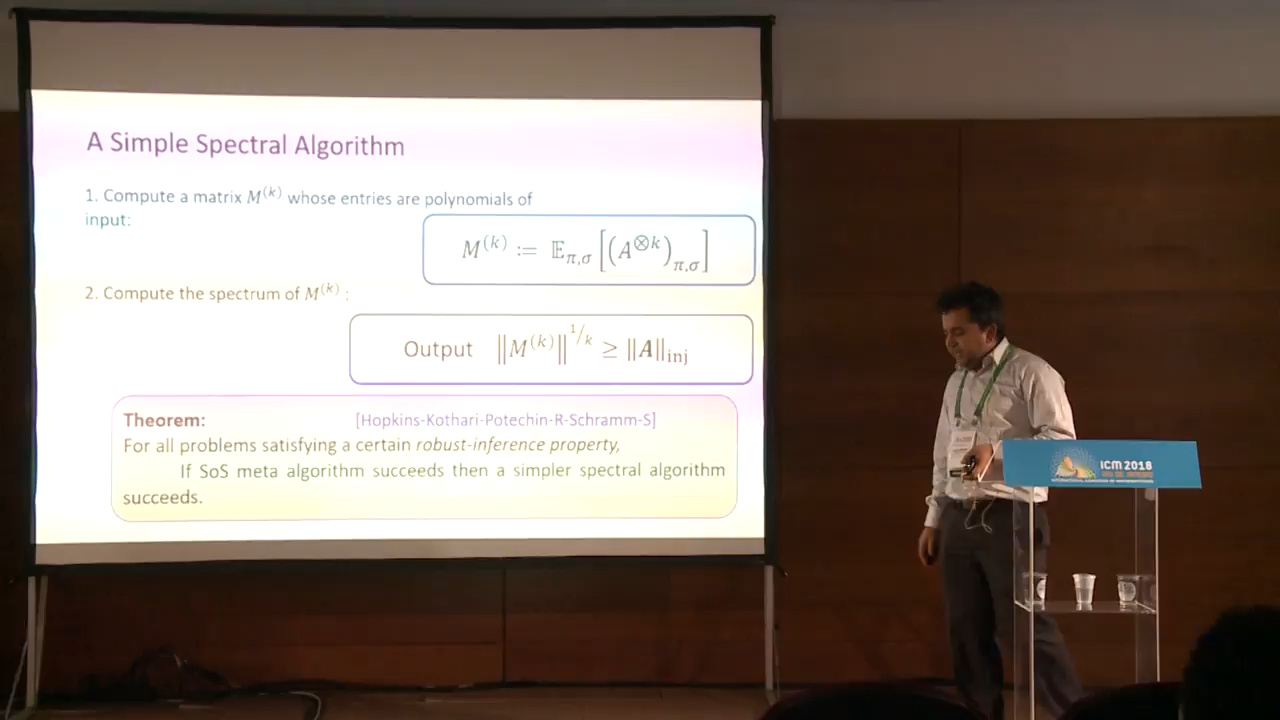 A Simple Spectral Algorithm
1. Compute a matrix M^(k) whose entries are polynomials of
input:
M^(k) := 𝔼_π,σ [(A^⊗k)_π,σ]
2. Compute the spectrum of M^(k) :
Output ‖M^(k)‖^1/k ≥ ‖A‖_inj
Theorem: [Hopkins-Kothari-Potechin-R-Schramm-S]
For all problems satisfying a certain robust-inference property,
If SoS meta algorithm succeeds then a simpler spectral algorithm
succeeds.
ICM 2018